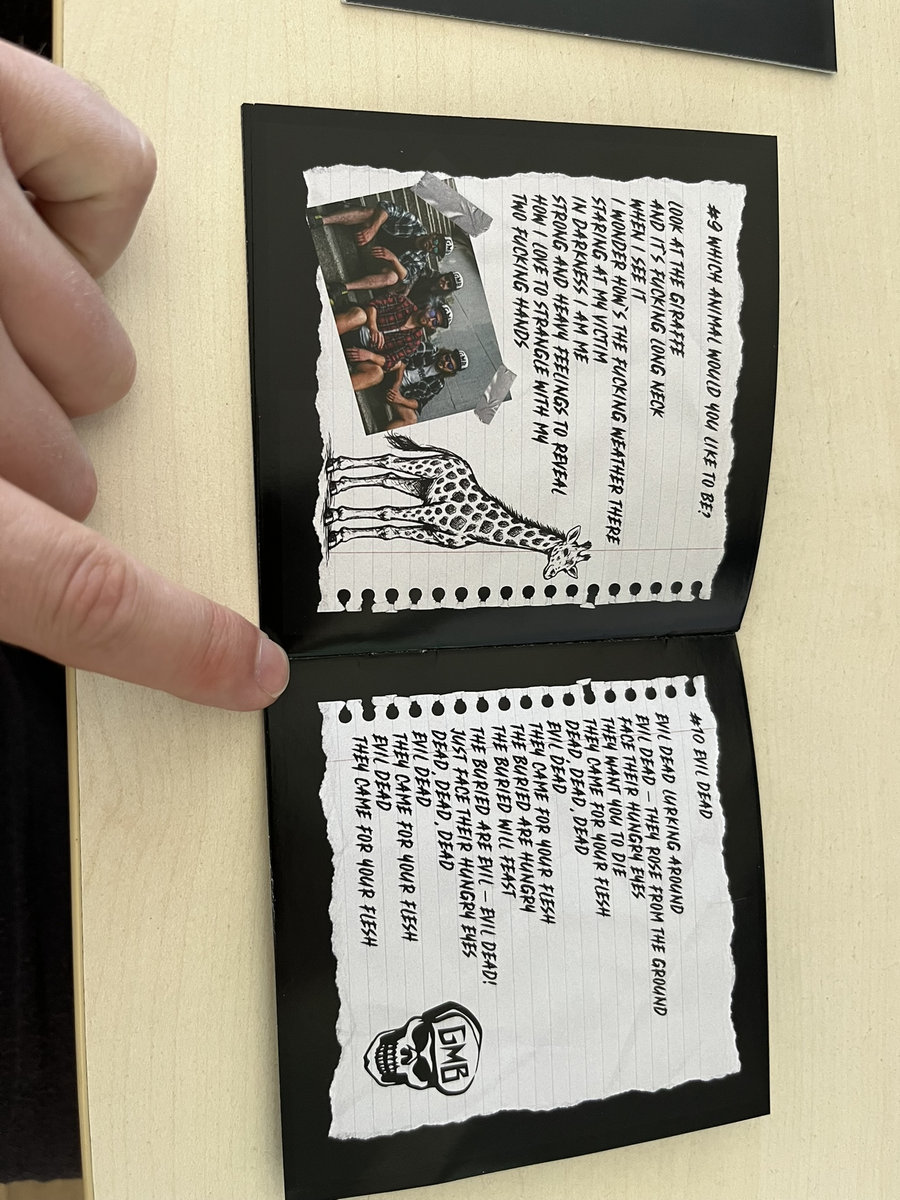 #9 WHICH ANIMAL WOULD YOU LIKE TO BE?
LOOK AT THE GIRAFFE
AND IT'S FUCKING LONG NECK
WHEN I SEE IT
I WONDER HOW'S THE FUCKING WEATHER THERE
STARING AT MY VICTIM
IN DARKNESS I AM ME
STRONG AND HEAVY FEELINGS TO REVEAL
HOW I LOVE TO STRANGLE WITH MY
TWO FUCKING HANDS
#10 EVIL DEAD
EVIL DEAD LURKING AROUND
EVIL DEAD – THEY ROSE FROM THE GROUND
FACE THEIR HUNGRY EYES
THEY WANT YOU TO DIE
THEY CAME FOR YOUR FLESH
DEAD, DEAD, DEAD
EVIL DEAD
THEY CAME FOR YOUR FLESH
THE BURIED ARE HUNGRY
THE BURIED WILL FEAST
THE BURIED ARE EVIL – EVIL DEAD!
JUST FACE THEIR HUNGRY EYES
DEAD, DEAD, DEAD
EVIL DEAD
THEY CAME FOR YOUR FLESH
EVIL DEAD
THEY CAME FOR YOUR FLESH
GMB